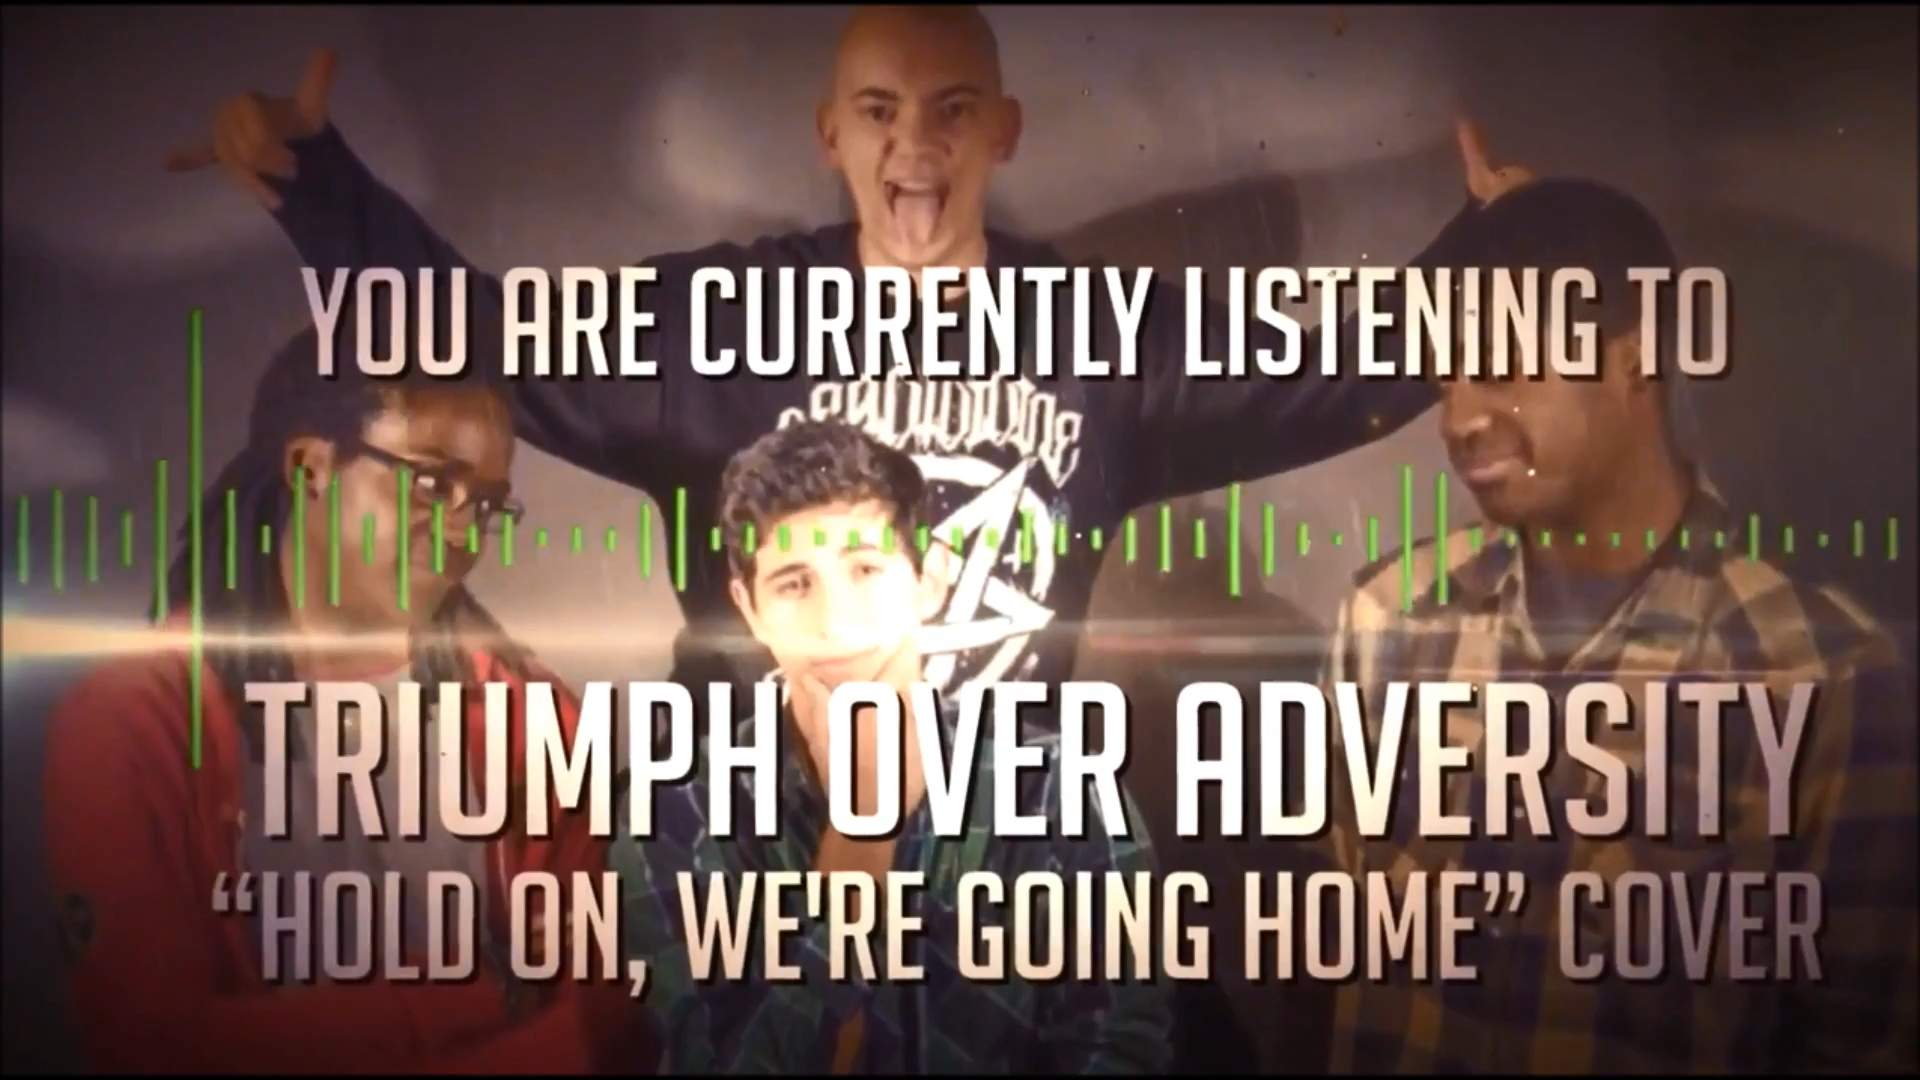 YOU ARE CURRENTLY LISTENING TO
TRIUMPH OVER ADVERSITY
“HOLD ON, WE'RE GOING HOME” COVER